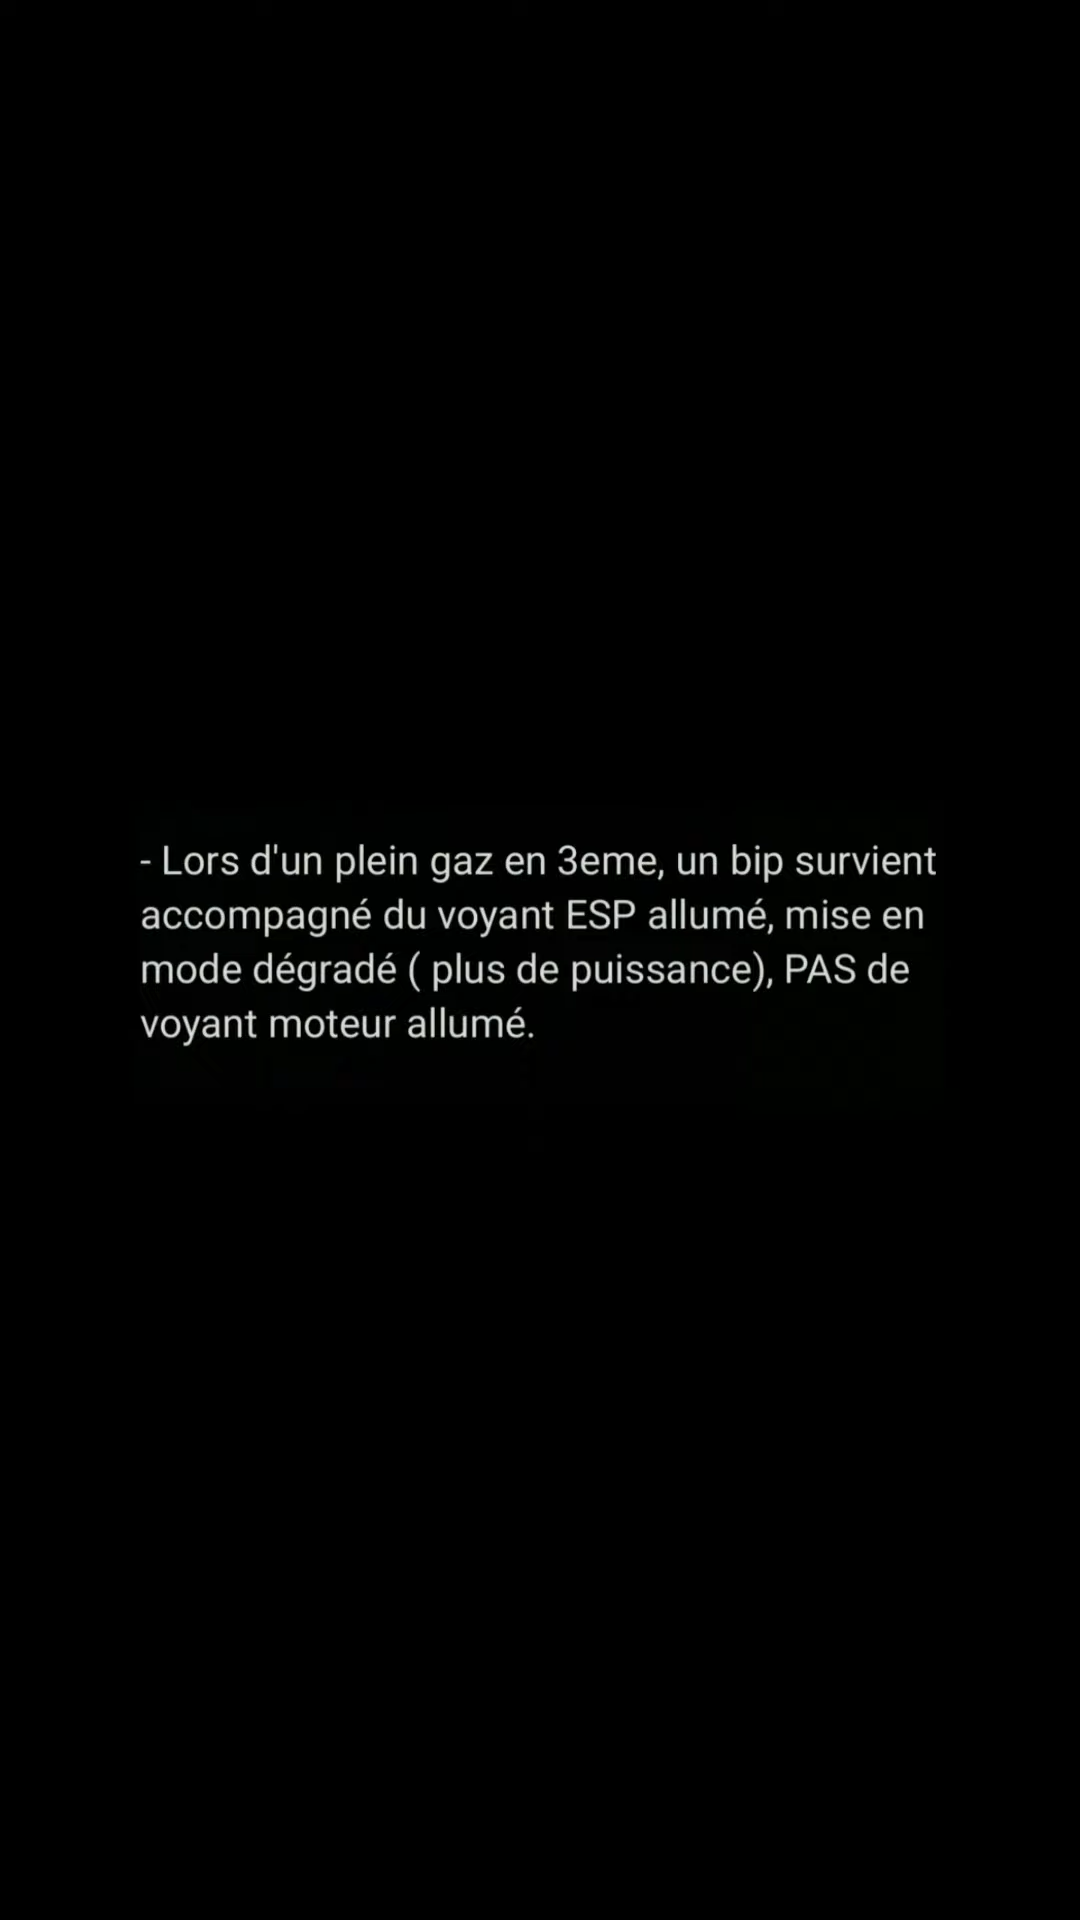 - Lors d'un plein gaz en 3eme, un bip survient
accompagné du voyant ESP allumé, mise en
mode dégradé ( plus de puissance), PAS de
voyant moteur allumé.